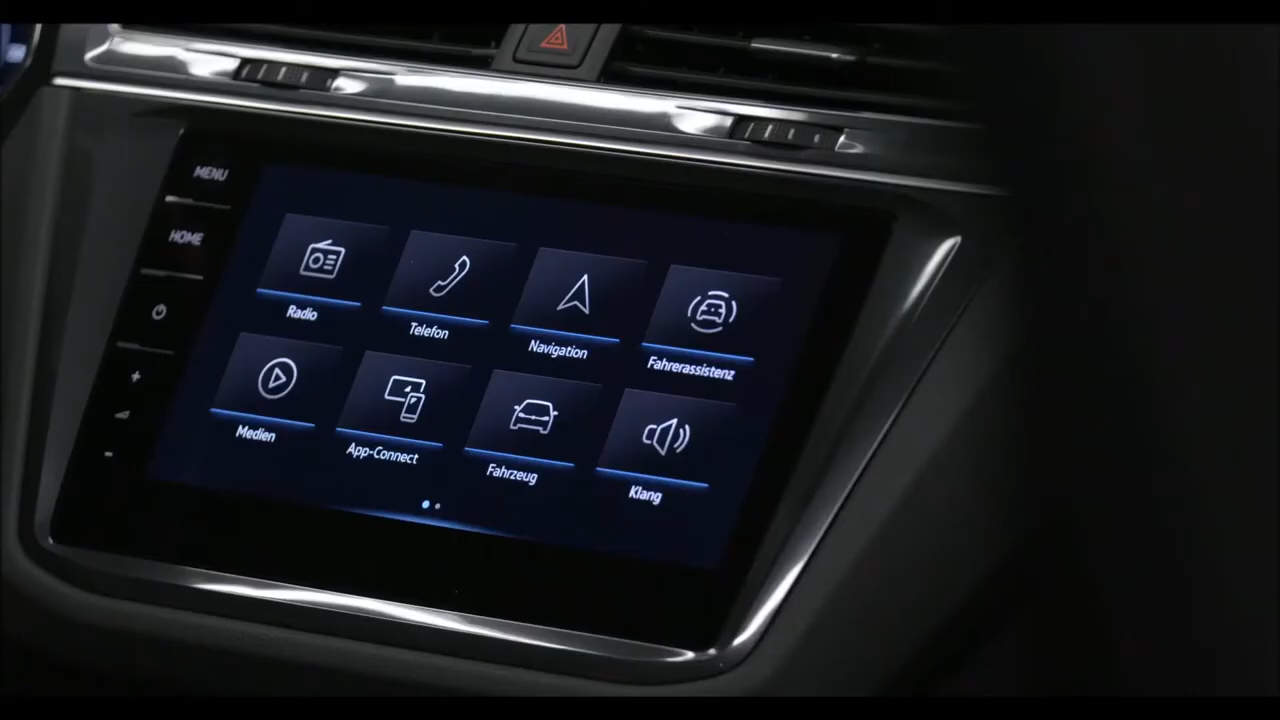 MENU
HOME
Radio
Telefon
Navigation
Fahrerassistenz
Medien
App-Connect
Fahrzeug
Klang